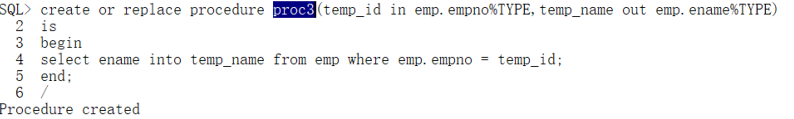 SQL> create or replace procedure proc3(temp_id in emp.empno%TYPE,temp_name out emp.ename%TYPE)
2 is
3 begin
4 select ename into temp_name from emp where emp.empno = temp_id;
5 end;
6 /
Procedure created